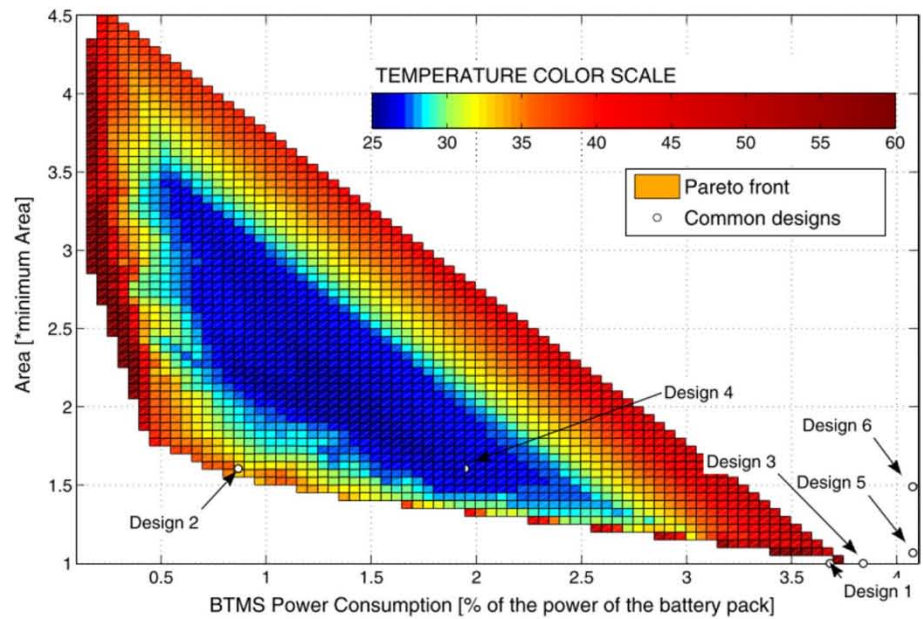 4.5
4
3.5
3
2.5
2
1.5
1
Area [*minimum Area]
TEMPERATURE COLOR SCALE
25 30 35 40 45 50 55 60
Pareto front
Common designs
Design 4
Design 6
Design 3
Design 5
Design 2
Design 1
0.5 1 1.5 2 2.5 3 3.5 4
BTMS Power Consumption [% of the power of the battery pack]